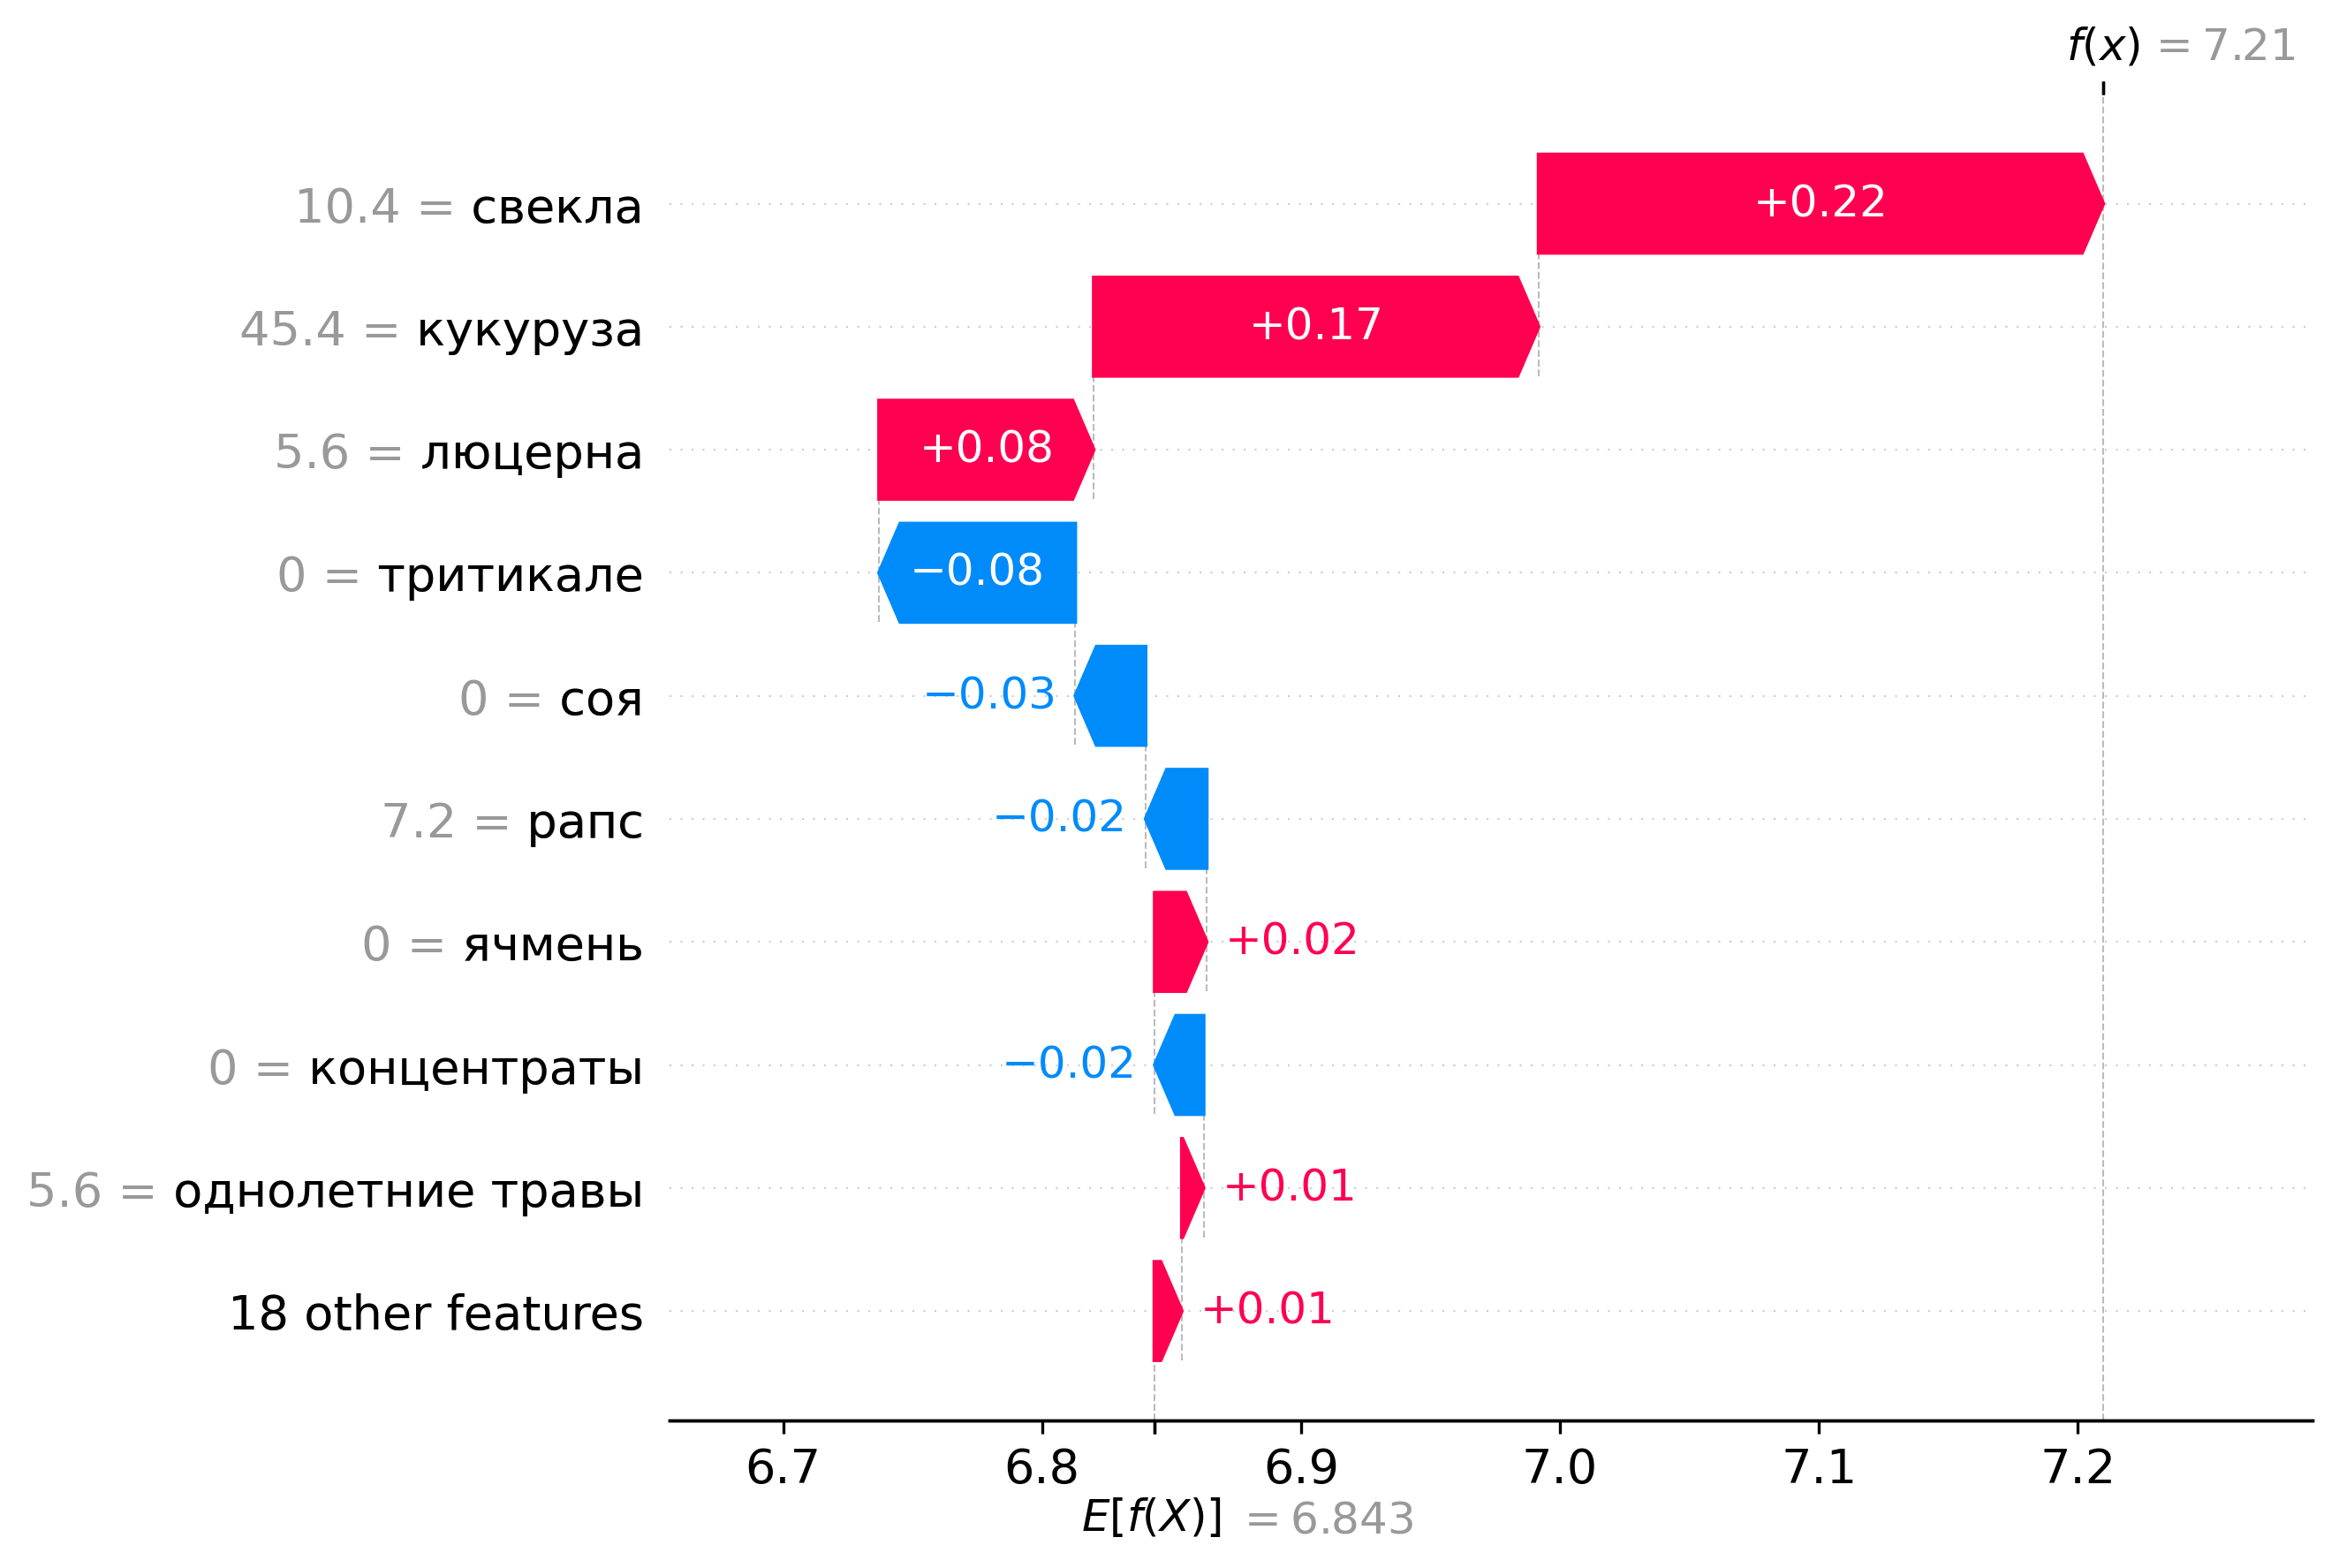 f(x) = 7.21
10.4 = свекла
+0.22
45.4 = кукуруза
+0.17
5.6 = люцерна
+0.08
0 = тритикале
−0.08
0 = соя
−0.03
7.2 = рапс
−0.02
0 = ячмень
+0.02
0 = концентраты
−0.02
5.6 = однолетние травы
+0.01
18 other features
+0.01
6.7 6.8 6.9 7.0 7.1 7.2
E[f(X)] = 6.843